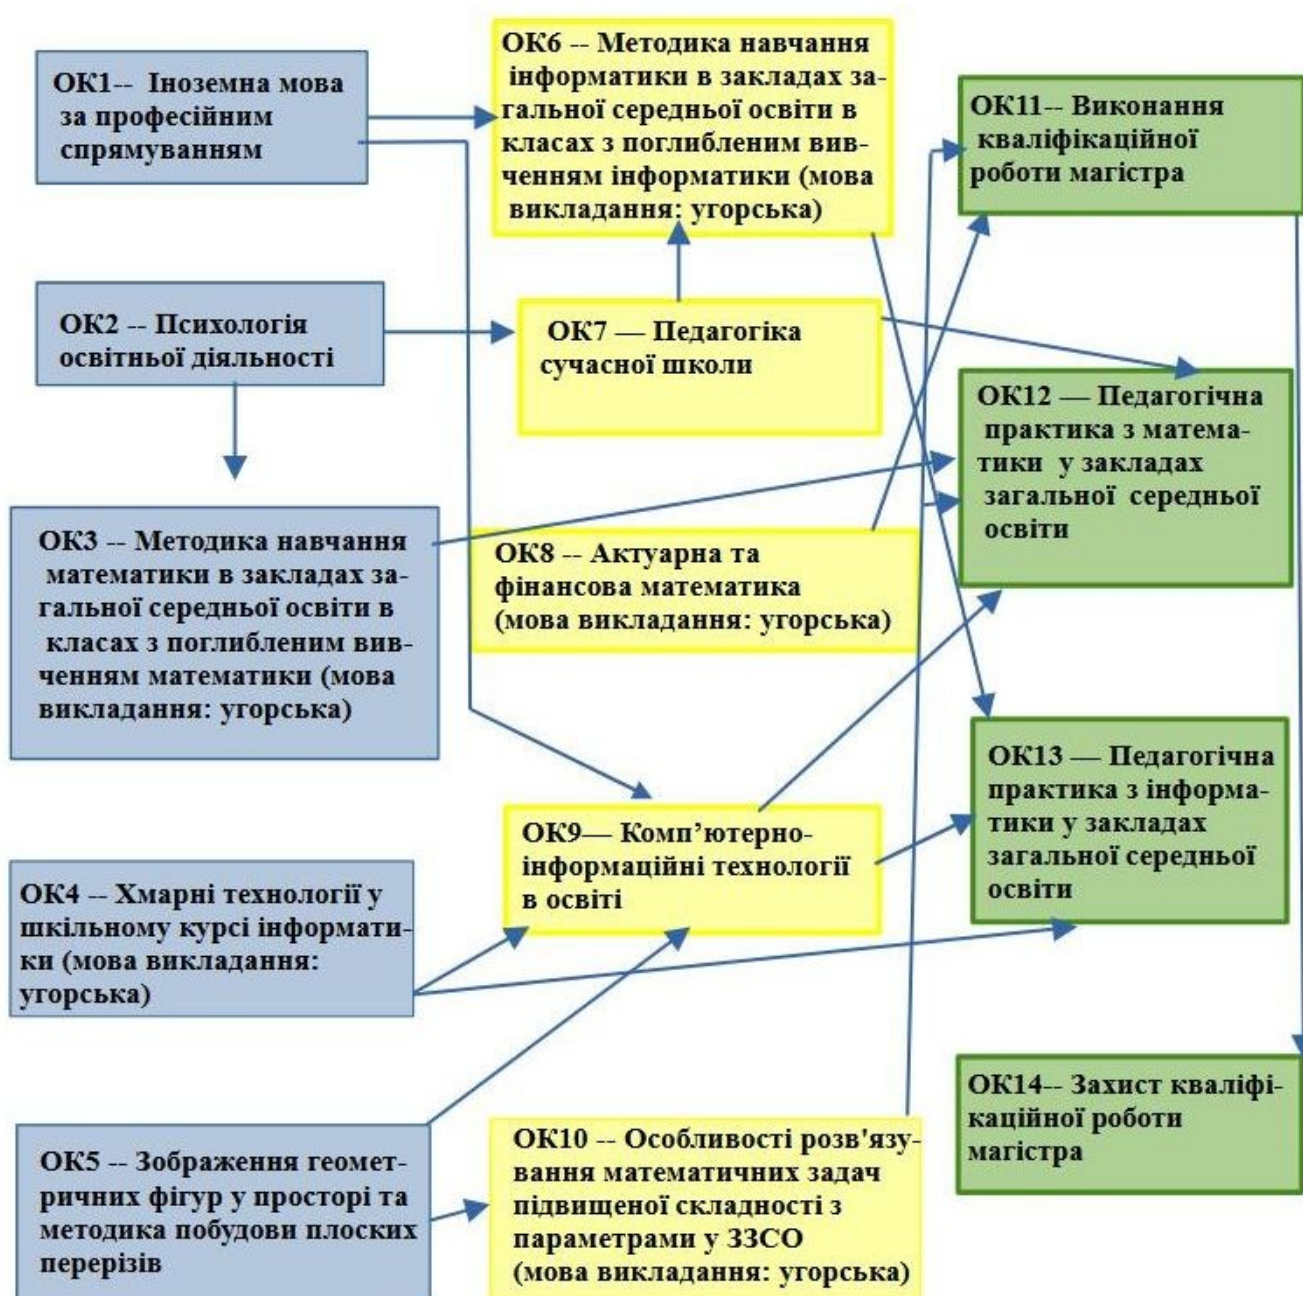 ОК1-- Іноземна мова
за професійним
спрямуванням
ОК2 -- Психологія
освітньої діяльності
ОК3 -- Методика навчання
математики в закладах за-
гальної середньої освіти в
класах з поглибленим вив-
ченням математики (мова
викладання: угорська)
ОК4 -- Хмарні технології у
шкільному курсі інформати-
ки (мова викладання:
угорська)
ОК5 -- Зображення геомет-
ричних фігур у просторі та
методика побудови плоских
перерізів
ОК6 -- Методика навчання
інформатики в закладах за-
гальної середньої освіти в
класах з поглибленим вив-
ченням інформатики (мова
викладання: угорська)
ОК7 — Педагогіка
сучасної школи
ОК8 -- Актуарна та
фінансова математика
(мова викладання: угорська)
ОК9— Комп’ютерно-
інформаційні технології
в освіті
ОК10 -- Особливості розв'язу-
вання математичних задач
підвищеної складності з
параметрами у ЗЗСО
(мова викладання: угорська)
ОК11-- Виконання
кваліфікаційної
роботи магістра
ОК12 — Педагогічна
практика з матема-
тики у закладах
загальної середньої
освіти
ОК13 — Педагогічна
практика з інформа-
тики у закладах
загальної середньої
освіти
ОК14-- Захист кваліфі-
каційної роботи
магістра